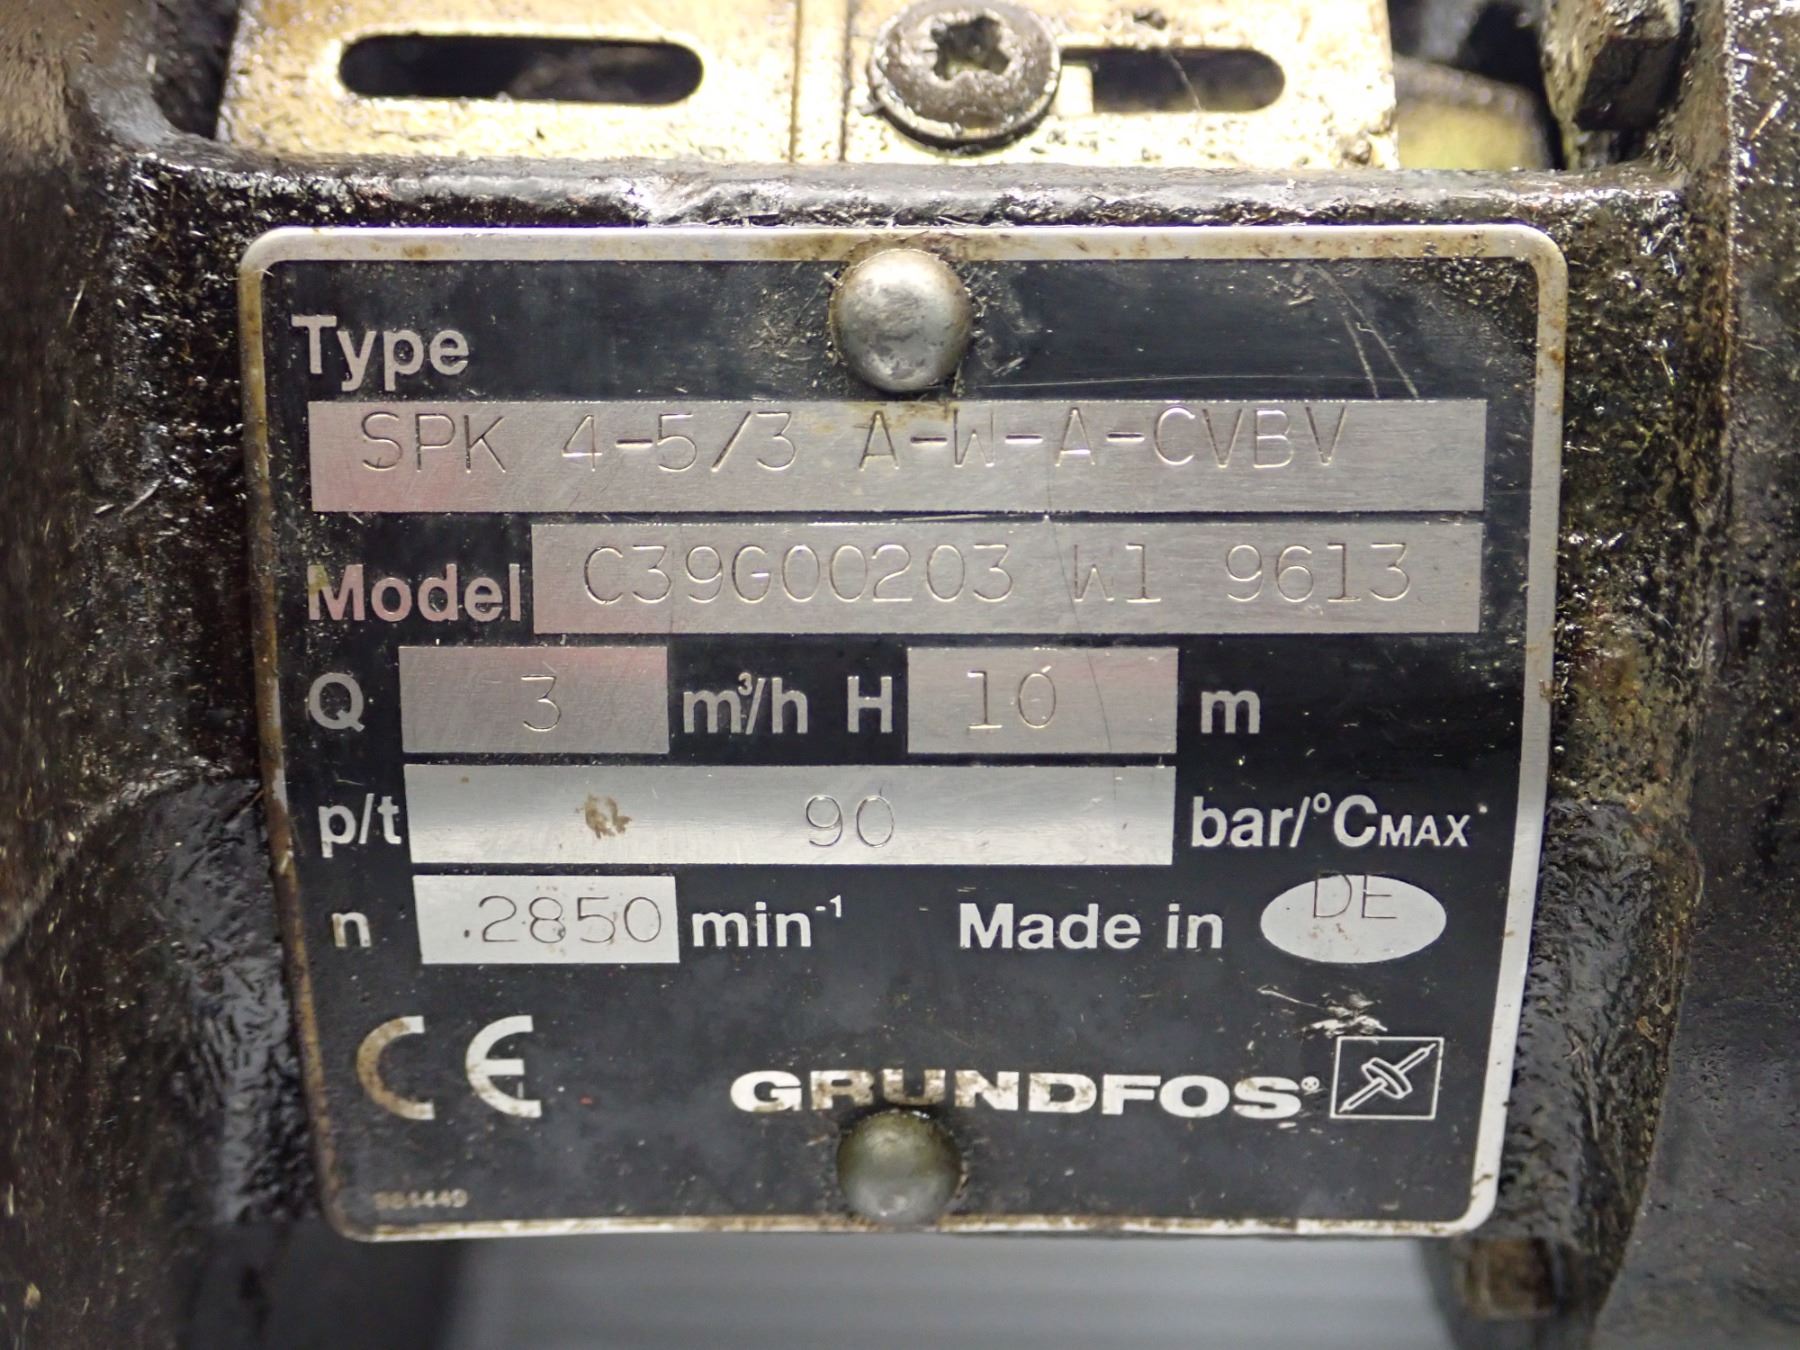 Type
SPK 4-5/3 A-W-A-CVBV
Model C39G00203 W1 9613
Q 3 m³/h H 10 m
p/t 90 bar/°CMAX
n 2850 min⁻¹ Made in DE
CE GRUNDFOS®